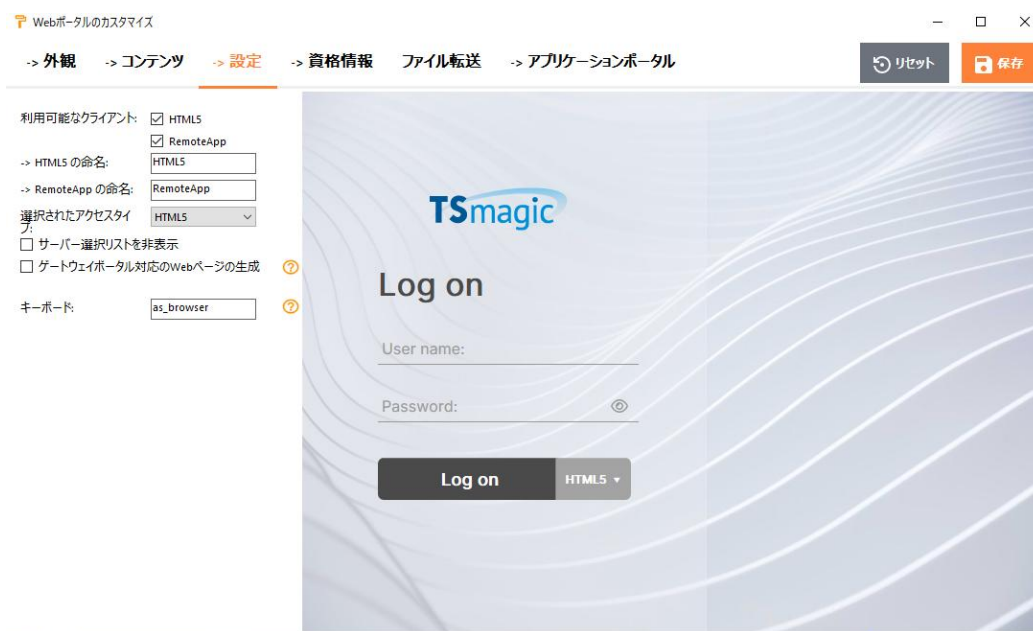 Webポータルのカスタマイズ
-> 外観 -> コンテンツ -> 設定 -> 資格情報 ファイル転送 -> アプリケーションポータル リセット 保存
利用可能なクライアント: HTML5
RemoteApp
-> HTML5 の命名: HTML5
-> RemoteApp の命名: RemoteApp
選択されたアクセスタイプ: HTML5
サーバー選択リストを非表示
ゲートウェイポータル対応のWebページの生成 ?
キーボード: as_browser ?
TSmagic
Log on
User name:
Password:
Log on HTML5